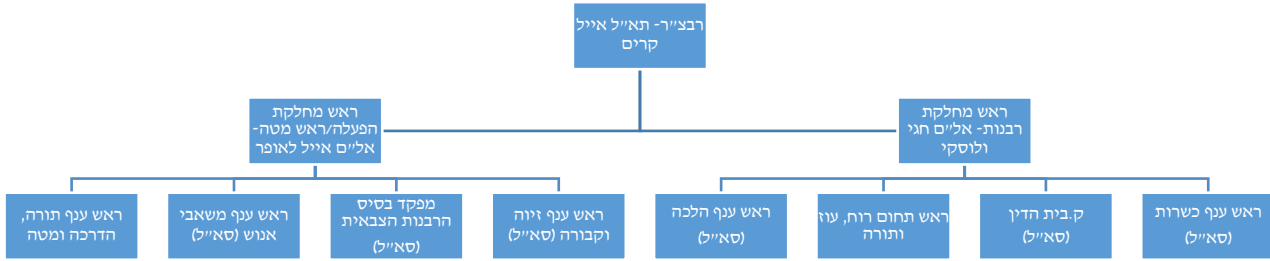 רבצ״ר- תא״ל אייל
קרים
ראש מחלקת
רבנות- אל״ם חגי
ולוסקי
ראש מחלקת
הפעלה/ראש מטה-
אל״ם אייל לאופר
ראש ענף כשרות
(סא״ל)
ק.בית הדין
(סא״ל)
ראש תחום רוח, עוז
ותורה
ראש ענף הלכה
(סא״ל)
ראש ענף זיוה
וקבורה (סא״ל)
מפקד בסיס
הרבנות הצבאית
(סא״ל)
ראש ענף משאבי
אנוש (סא״ל)
ראש ענף תורה,
הדרכה ומטה